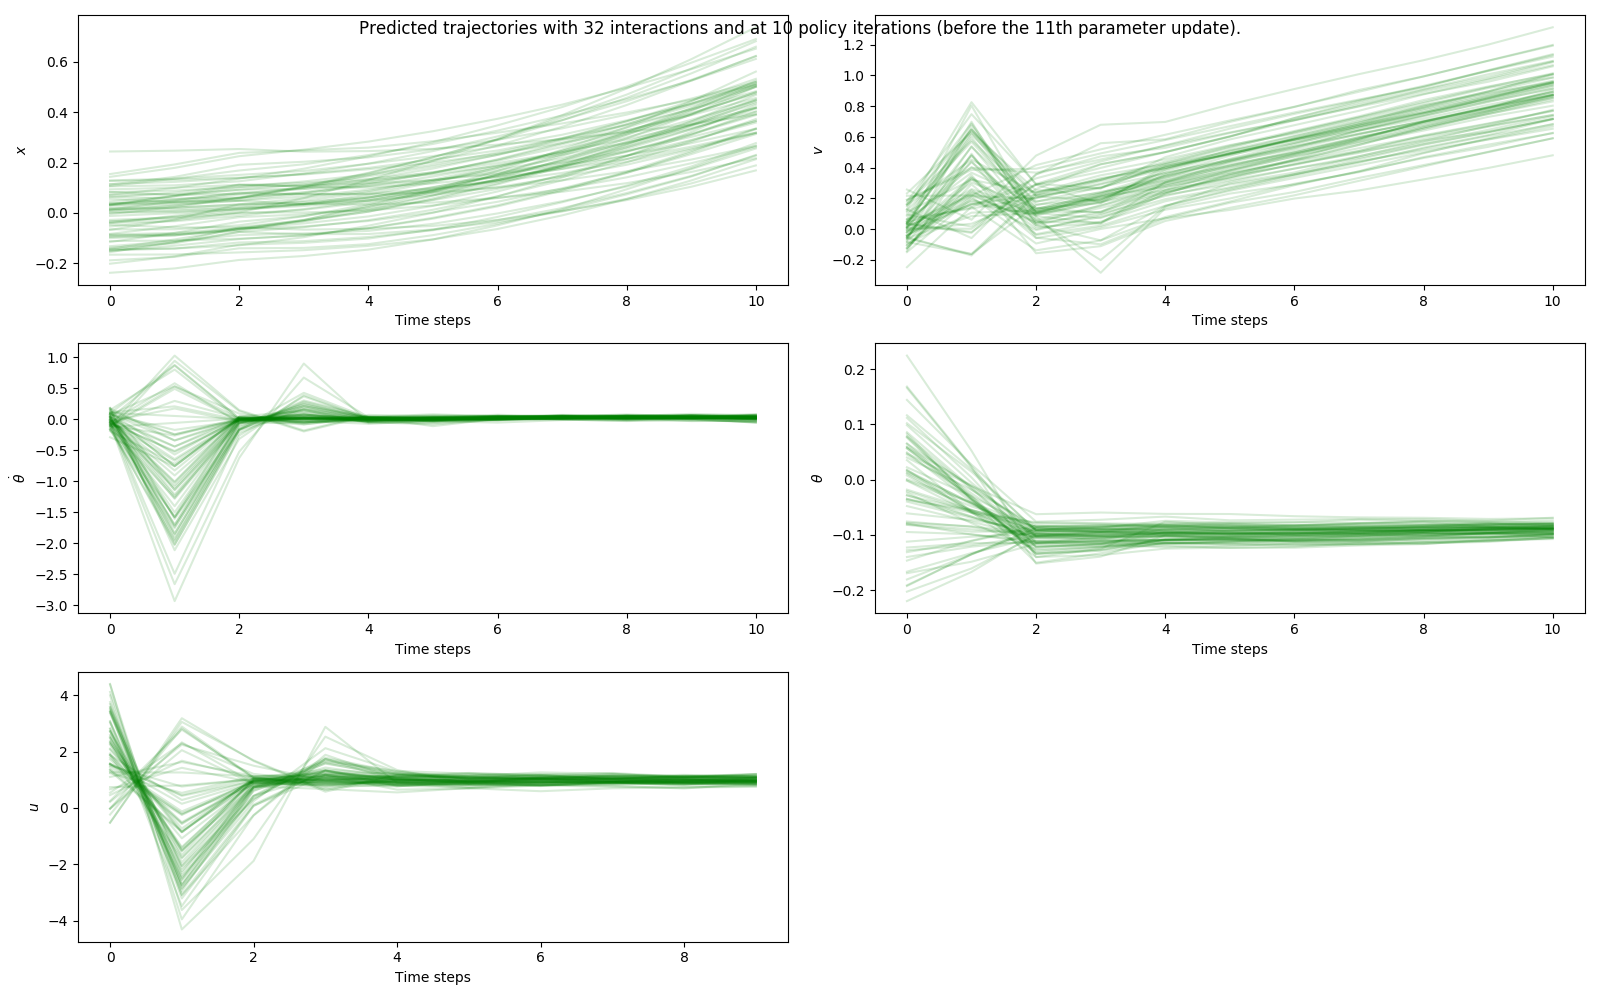 Predicted trajectories with 32 interactions and at 10 policy iterations (before the 11th parameter update).
0.6
0.4
0.2
0.0
−0.2
x
0 2 4 6 8 10
Time steps
1.2
1.0
0.8
0.6
0.4
0.2
0.0
−0.2
v
0 2 4 6 8 10
Time steps
1.0
0.5
0.0
−0.5
−1.0
−1.5
−2.0
−2.5
−3.0
θ̇
0 2 4 6 8 10
Time steps
0.2
0.1
0.0
−0.1
−0.2
θ
0 2 4 6 8 10
Time steps
4
2
0
−2
−4
u
0 2 4 6 8
Time steps